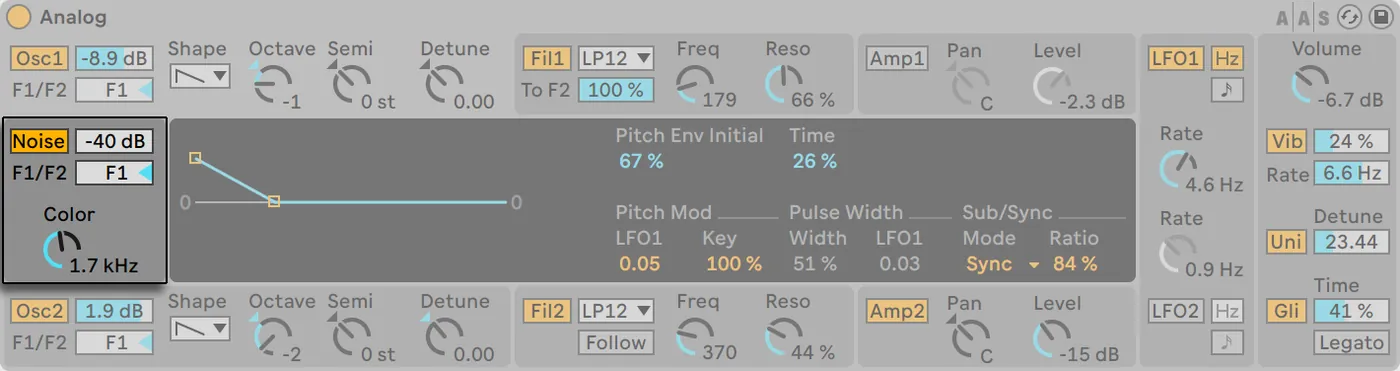 Analog
AAS
Osc1 -8.9 dB
F1/F2 F1
Shape
Octave -1
Semi 0 st
Detune 0.00
Fil1 LP12
To F2 100 %
Freq 179
Reso 66 %
Amp1
Pan C
Level -2.3 dB
LFO1 Hz
Volume -6.7 dB
Noise -40 dB
F1/F2 F1
Color 1.7 kHz
0 0
Pitch Env Initial Time
67 % 26 %
Pitch Mod Pulse Width Sub/Sync
LFO1 Key Width LFO1 Mode Ratio
0.05 100 % 51 % 0.03 Sync 84 %
Rate 4.6 Hz
Rate 0.9 Hz
Vib 24 %
Rate 6.6 Hz
Detune
Uni 23.44
Time
Gli 41 %
Legato
Osc2 1.9 dB
F1/F2 F1
Shape
Octave -2
Semi 0 st
Detune 0.00
Fil2 LP12
Follow
Freq 370
Reso 44 %
Amp2
Pan C
Level -15 dB
LFO2 Hz